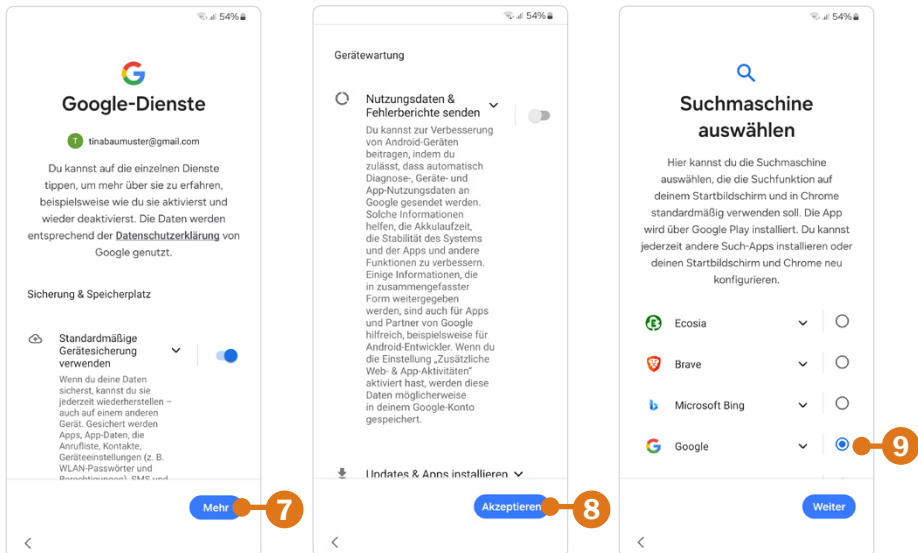 54%
Google-Dienste
T tinabaumuster@gmail.com
Du kannst auf die einzelnen Dienste
tippen, um mehr über sie zu erfahren,
beispielsweise wie du sie aktivierst und
wieder deaktivierst. Die Daten werden
entsprechend der Datenschutzerklärung von
Google genutzt.
Sicherung & Speicherplatz
Standardmäßige
Gerätesicherung
verwenden
Wenn du deine Daten
sicherst, kannst du sie
jederzeit wiederherstellen –
auch auf einem anderen
Gerät. Gesichert werden
Apps, App-Daten, die
Anrufliste, Kontakte,
Geräteeinstellungen (z. B.
WLAN-Passwörter und
Berechtigungen), SMS und
Mehr
7
54%
Gerätewartung
Nutzungsdaten &
Fehlerberichte senden
Du kannst zur Verbesserung
von Android-Geräten
beitragen, indem du
zulässt, dass automatisch
Diagnose-, Geräte- und
App-Nutzungsdaten an
Google gesendet werden.
Solche Informationen
helfen, die Akkulaufzeit,
die Stabilität des Systems
und der Apps und andere
Funktionen zu verbessern.
Einige Informationen, die
in zusammengefasster
Form weitergegeben
werden, sind auch für Apps
und Partner von Google
hilfreich, beispielsweise für
Android-Entwickler. Wenn du
die Einstellung „Zusätzliche
Web- & App-Aktivitäten"
aktiviert hast, werden diese
Daten möglicherweise
in deinem Google-Konto
gespeichert.
Updates & Apps installieren
Akzeptieren
8
54%
Suchmaschine
auswählen
Hier kannst du die Suchmaschine
auswählen, die die Suchfunktion auf
deinem Startbildschirm und in Chrome
standardmäßig verwenden soll. Die App
wird über Google Play installiert. Du kannst
jederzeit andere Such-Apps installieren oder
deinen Startbildschirm und Chrome neu
konfigurieren.
Ecosia
Brave
Microsoft Bing
Google
9
Weiter